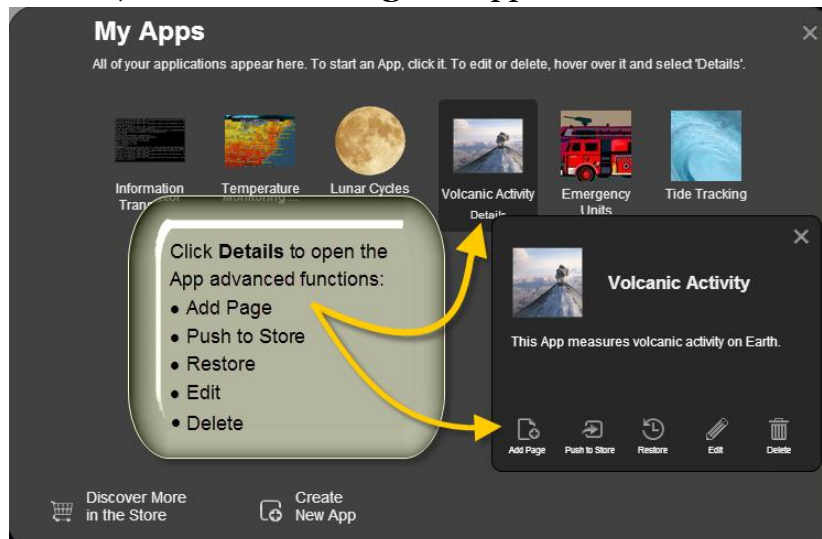 My Apps
All of your applications appear here. To start an App, click it. To edit or delete, hover over it and select 'Details'.
Information
Temperature
Lunar Cycles
Volcanic Activity
Details
Emergency
Units
Tide Tracking
Click Details to open the
App advanced functions:
• Add Page
• Push to Store
• Restore
• Edit
• Delete
Volcanic Activity
This App measures volcanic activity on Earth.
Add Page
Push to Store
Restore
Edit
Delete
Discover More
in the Store
Create
New App